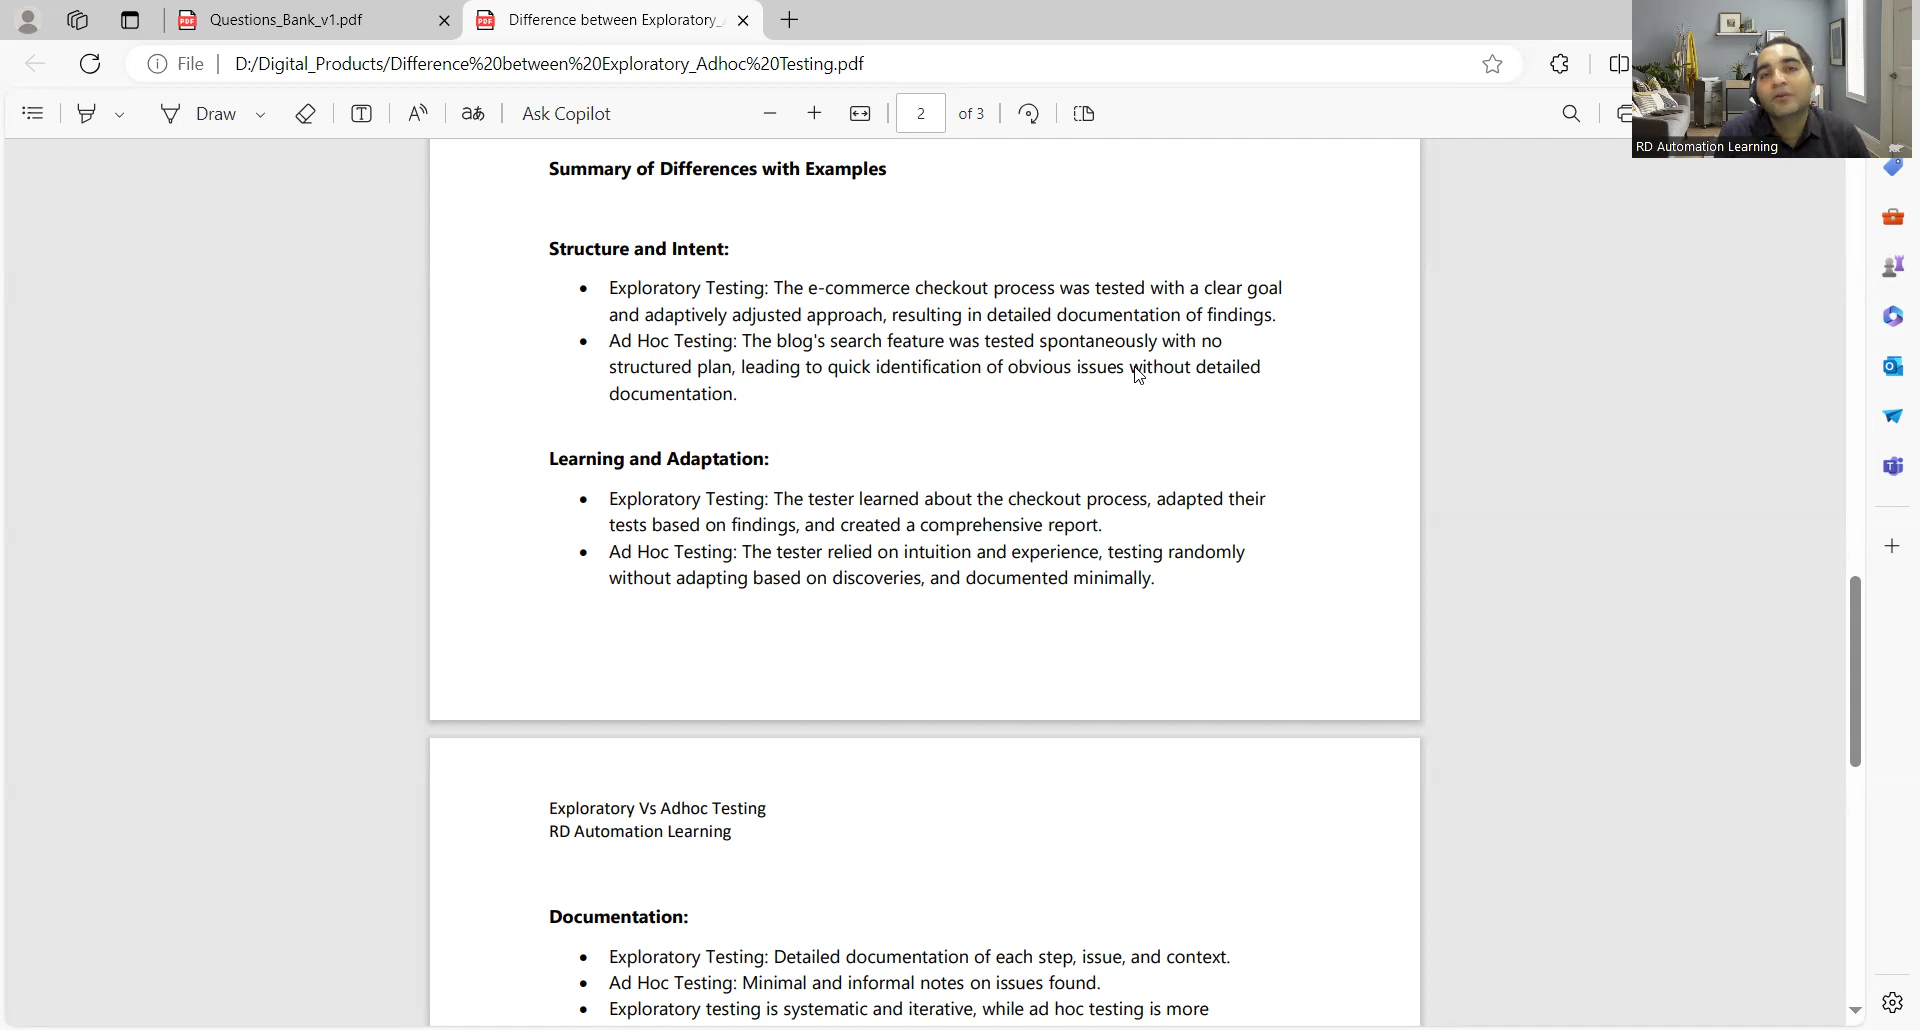 Questions_Bank_v1.pdf
Difference between Exploratory_
File
D:/Digital_Products/Difference%20between%20Exploratory_Adhoc%20Testing.pdf
Draw
Ask Copilot
2
of 3
RD Automation Learning
Summary of Differences with Examples
Structure and Intent:
• Exploratory Testing: The e-commerce checkout process was tested with a clear goal
and adaptively adjusted approach, resulting in detailed documentation of findings.
• Ad Hoc Testing: The blog's search feature was tested spontaneously with no
structured plan, leading to quick identification of obvious issues without detailed
documentation.
Learning and Adaptation:
• Exploratory Testing: The tester learned about the checkout process, adapted their
tests based on findings, and created a comprehensive report.
• Ad Hoc Testing: The tester relied on intuition and experience, testing randomly
without adapting based on discoveries, and documented minimally.
Exploratory Vs Adhoc Testing
RD Automation Learning
Documentation:
• Exploratory Testing: Detailed documentation of each step, issue, and context.
• Ad Hoc Testing: Minimal and informal notes on issues found.
• Exploratory testing is systematic and iterative, while ad hoc testing is more